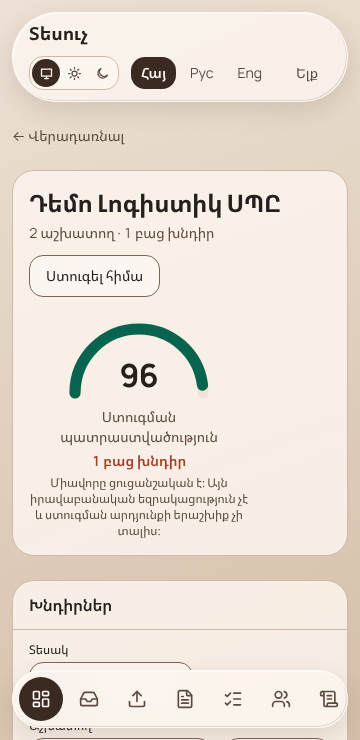 Տեսուչ
Հայ Рус Eng Ելք
← Վերադառնալ
Դեմո Լոգիստիկ ՍՊԸ
2 աշխատող · 1 բաց խնդիր
Ստուգել հիմա
96
Ստուգման
պատրաստվածություն
1 բաց խնդիր
Միավորը ցուցանշական է: Այն
իրավաբանական եզրակացություն չէ
և ստուգման արդյունքի երաշխիք չի
տալիս:
Խնդիրներ
Տեսակ